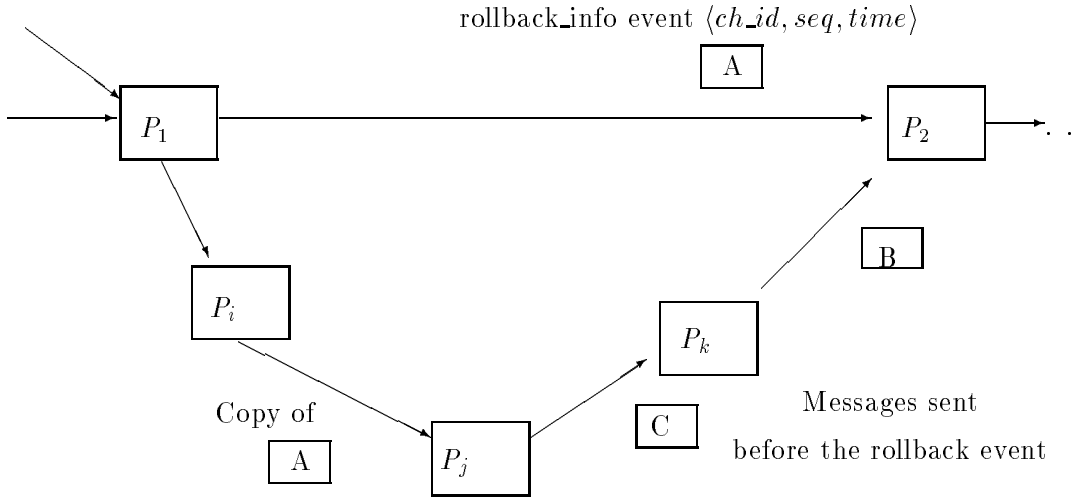 rollback_info event ⟨ch_id, seq, time⟩
A
P₁
P₂
. .
B
Pᵢ
Pₖ
Copy of
A
Pⱼ
C
Messages sent
before the rollback event